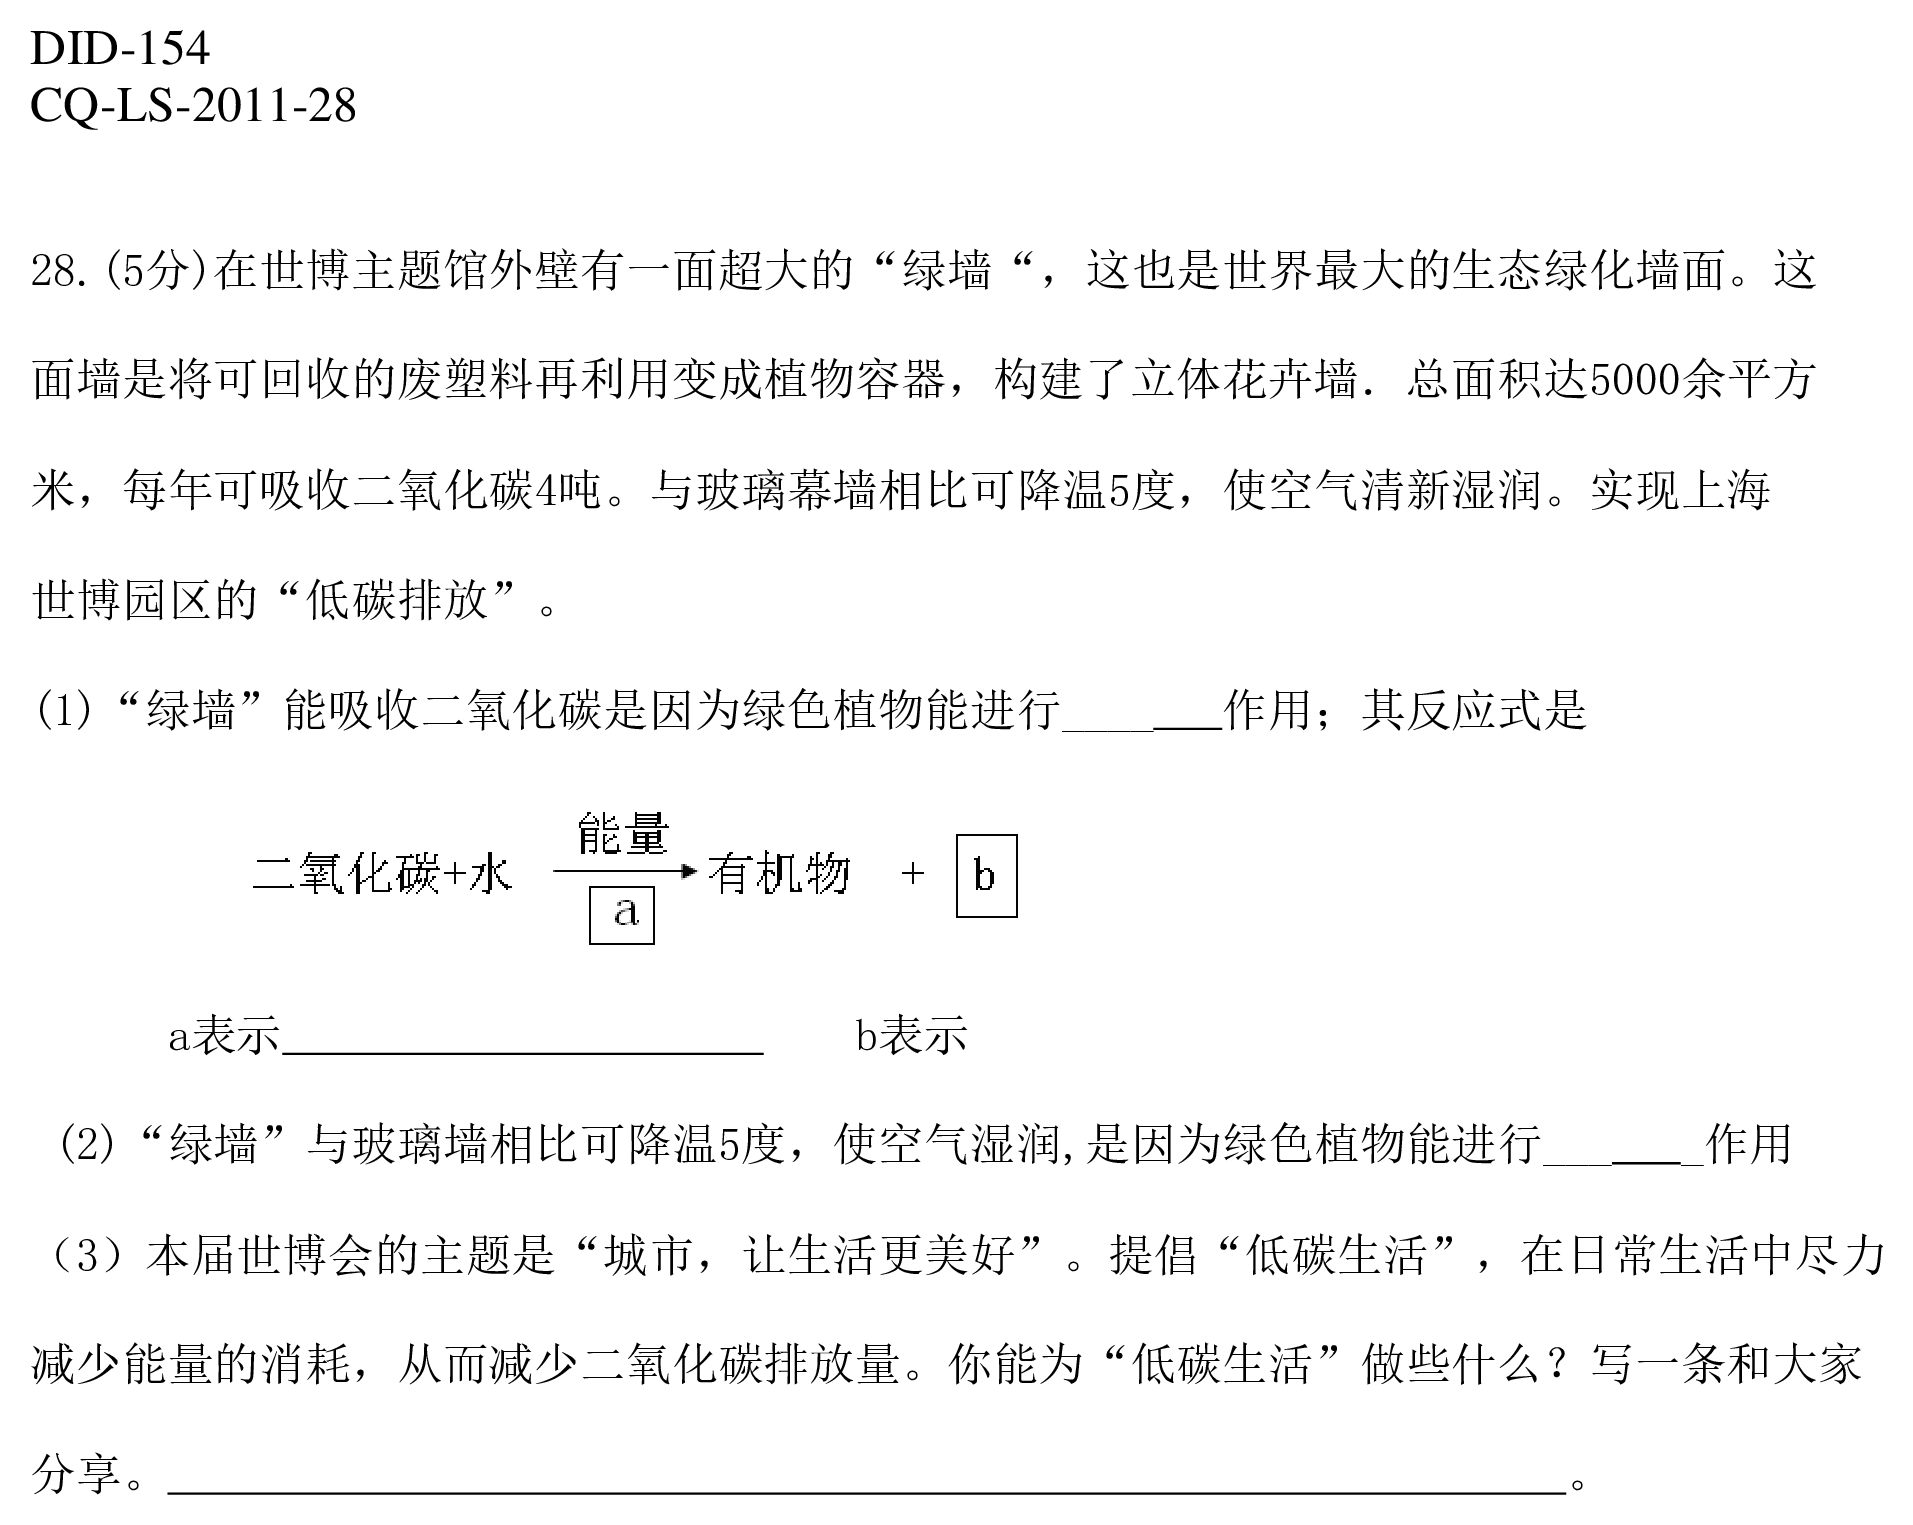 DID-154
CQ-LS-2011-28
28. (5分)在世博主题馆外壁有一面超大的“绿墙“，这也是世界最大的生态绿化墙面。这
面墙是将可回收的废塑料再利用变成植物容器，构建了立体花卉墙．总面积达5000余平方
米，每年可吸收二氧化碳4吨。与玻璃幕墙相比可降温5度，使空气清新湿润。实现上海
世博园区的“低碳排放”。
(1)“绿墙”能吸收二氧化碳是因为绿色植物能进行_______作用；其反应式是
能量
二氧化碳+水 → 有机物 + b
a
a表示____________________ b表示
(2)“绿墙”与玻璃墙相比可降温5度，使空气湿润,是因为绿色植物能进行_______作用
（3）本届世博会的主题是“城市，让生活更美好”。提倡“低碳生活”，在日常生活中尽力
减少能量的消耗，从而减少二氧化碳排放量。你能为“低碳生活”做些什么？写一条和大家
分享。____________________________________________________________。